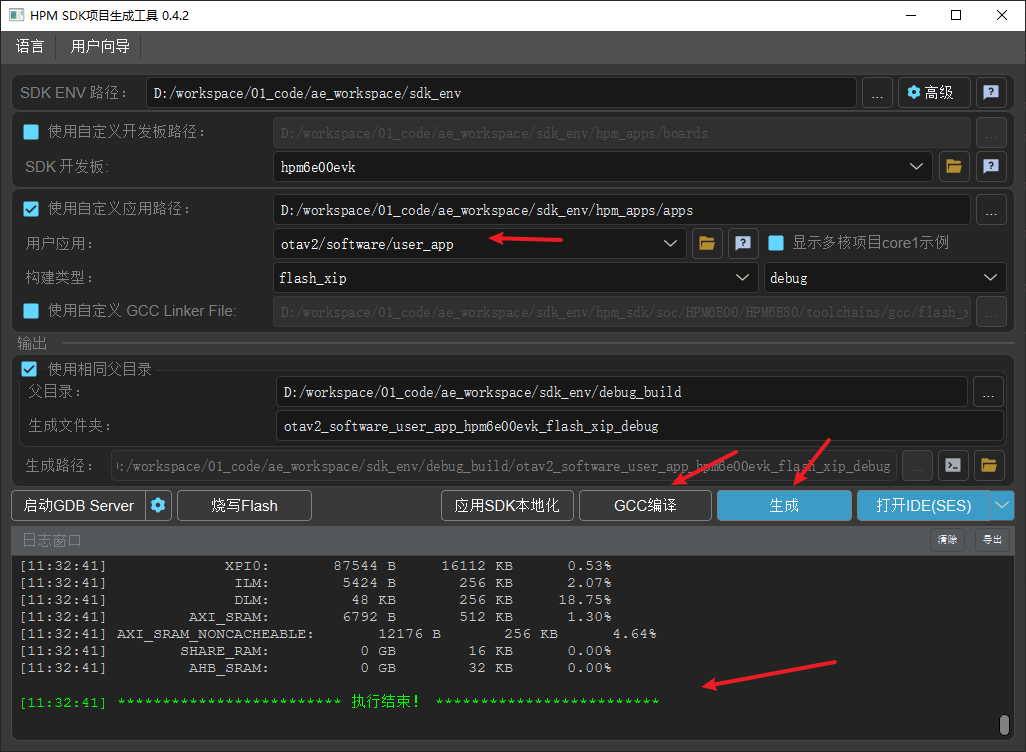 HPM SDK项目生成工具 0.4.2
语言 用户向导
SDK ENV 路径： D:/workspace/01_code/ae_workspace/sdk_env ... 高级
使用自定义开发板路径： D:/workspace/01_code/ae_workspace/sdk_env/hpm_apps/boards ...
SDK 开发板: hpm6e00evk
使用自定义应用路径： D:/workspace/01_code/ae_workspace/sdk_env/hpm_apps/apps ...
用户应用： otav2/software/user_app 显示多核项目core1示例
构建类型： flash_xip debug
使用自定义 GCC Linker File: D:/workspace/01_code/ae_workspace/sdk_env/hpm_sdk/soc/HPM6E00/HPM6E80/toolchains/gcc/flash_x ...
输出
使用相同父目录
父目录： D:/workspace/01_code/ae_workspace/sdk_env/debug_build ...
生成文件夹： otav2_software_user_app_hpm6e00evk_flash_xip_debug
生成路径： ):/workspace/01_code/ae_workspace/sdk_env/debug_build/otav2_software_user_app_hpm6e00evk_flash_xip_debug ...
启动GDB Server 烧写Flash 应用SDK本地化 GCC编译 生成 打开IDE(SES)
日志窗口 清除 导出
[11:32:41] XPI0: 87544 B 16112 KB 0.53%
[11:32:41] ILM: 5424 B 256 KB 2.07%
[11:32:41] DLM: 48 KB 256 KB 18.75%
[11:32:41] AXI_SRAM: 6792 B 512 KB 1.30%
[11:32:41] AXI_SRAM_NONCACHEABLE: 12176 B 256 KB 4.64%
[11:32:41] SHARE_RAM: 0 GB 16 KB 0.00%
[11:32:41] AHB_SRAM: 0 GB 32 KB 0.00%
[11:32:41] ************************* 执行结束! *************************